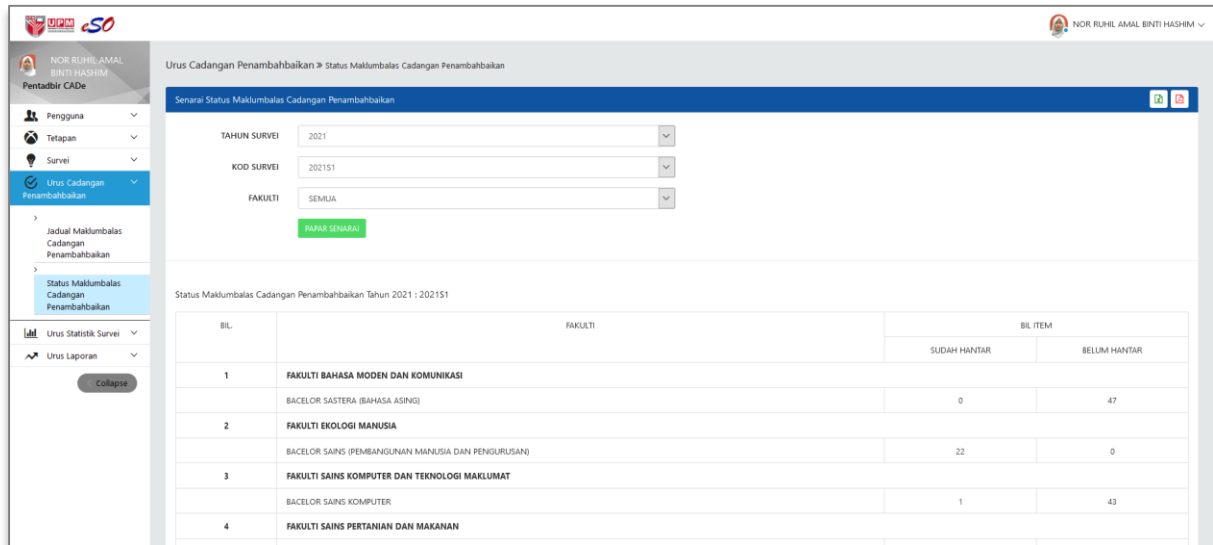 UPM eSO
NOR RUHIL AMAL BINTI HASHIM
NOR RUHIL AMAL
BINTI HASHIM
Pentadbir CADe
Pengguna
Tetapan
Survei
Urus Cadangan
Penambahbaikan
Jadual Maklumbalas
Cadangan
Penambahbaikan
Status Maklumbalas
Cadangan
Penambahbaikan
Urus Statistik Survei
Urus Laporan
Collapse
Urus Cadangan Penambahbaikan » Status Maklumbalas Cadangan Penambahbaikan
Senarai Status Maklumbalas Cadangan Penambahbaikan
TAHUN SURVEI 2021
KOD SURVEI 2021S1
FAKULTI SEMUA
PAPAR SENARAI
Status Maklumbalas Cadangan Penambahbaikan Tahun 2021 : 2021S1
BIL. FAKULTI BIL ITEM
SUDAH HANTAR BELUM HANTAR
1 FAKULTI BAHASA MODEN DAN KOMUNIKASI
BACELOR SASTERA (BAHASA ASING) 0 47
2 FAKULTI EKOLOGI MANUSIA
BACELOR SAINS (PEMBANGUNAN MANUSIA DAN PENGURUSAN) 22 0
3 FAKULTI SAINS KOMPUTER DAN TEKNOLOGI MAKLUMAT
BACELOR SAINS KOMPUTER 1 43
4 FAKULTI SAINS PERTANIAN DAN MAKANAN